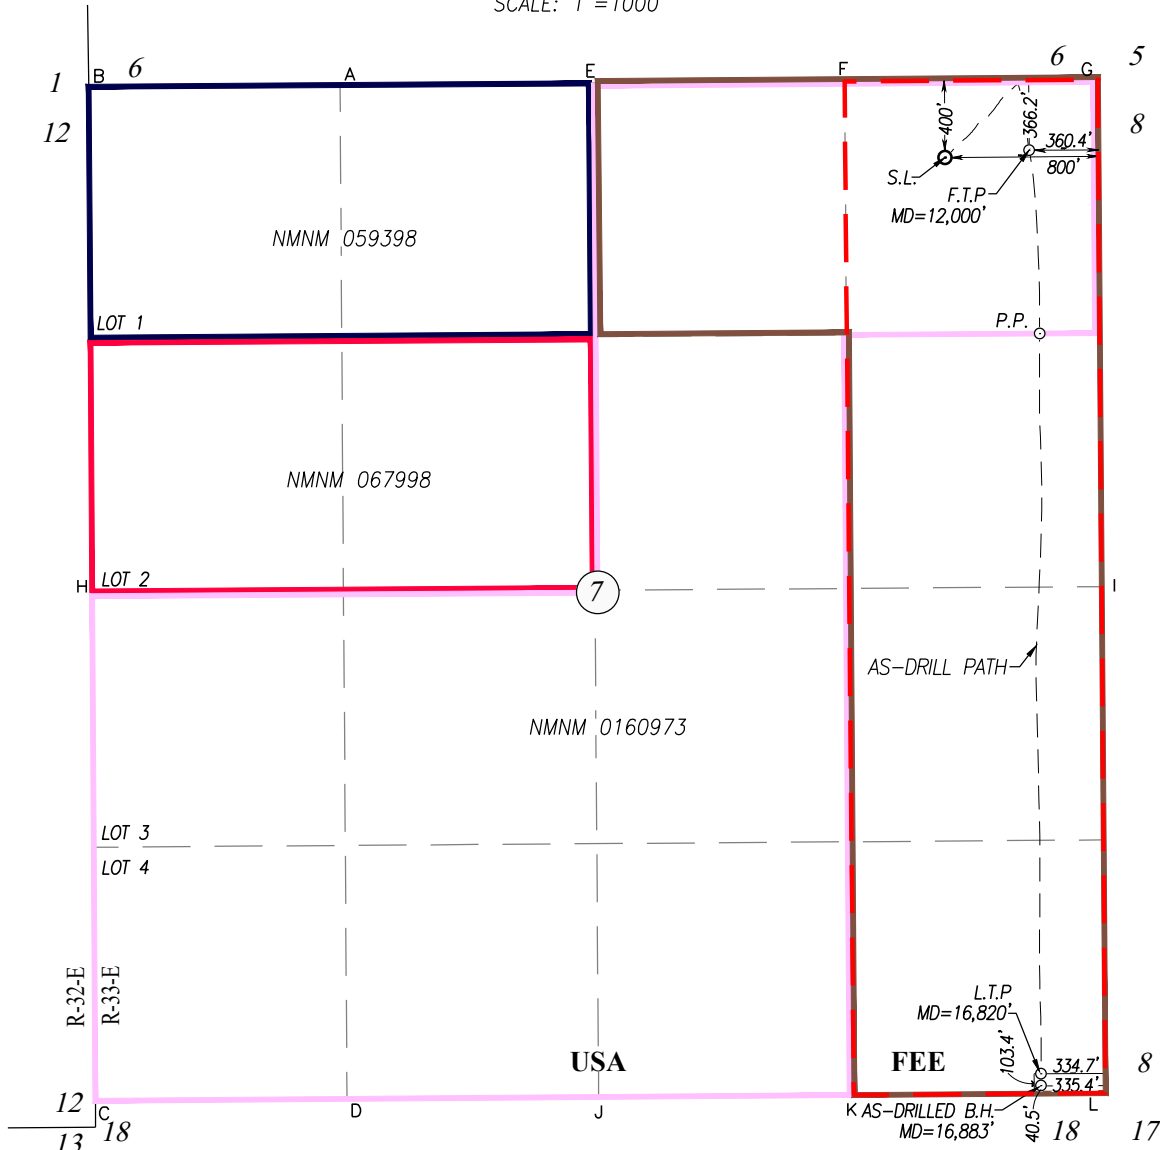 SCALE: 1"=1000'
1
B
6
A
E
F
6
G
5
12
8
400'
366.2'
360.4'
800'
S.L.
F.T.P
MD=12,000'
NMNM 059398
LOT 1
P.P.
NMNM 067998
H
LOT 2
7
I
AS-DRILL PATH
NMNM 0160973
LOT 3
LOT 4
R-32-E
R-33-E
L.T.P
MD=16,820'
103.4'
334.7'
335.4'
USA
FEE
8
12
C
D
J
K
AS-DRILLED B.H.
MD=16,883'
40.5'
L
13
18
18
17